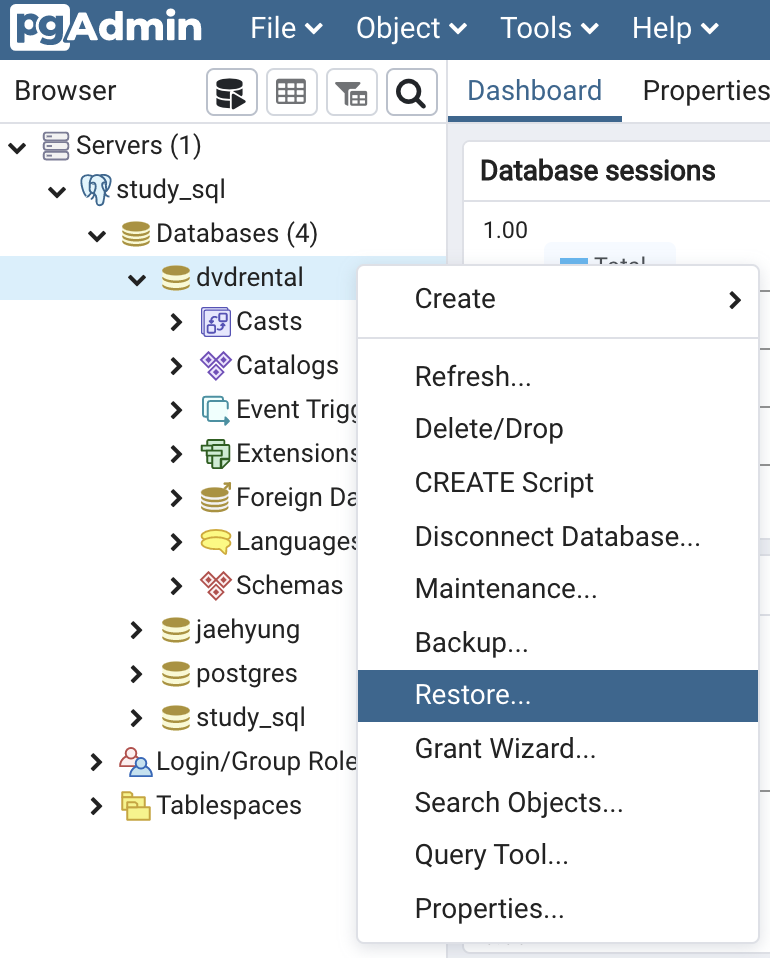 pgAdmin File Object Tools Help
Browser
Dashboard Properties
Servers (1)
study_sql
Databases (4)
dvdrental
Casts
Catalogs
Event Trigg
Extensions
Foreign Da
Languages
Schemas
jaehyung
postgres
study_sql
Login/Group Role
Tablespaces
Database sessions
1.00
Total
Create
Refresh...
Delete/Drop
CREATE Script
Disconnect Database...
Maintenance...
Backup...
Restore...
Grant Wizard...
Search Objects...
Query Tool...
Properties...